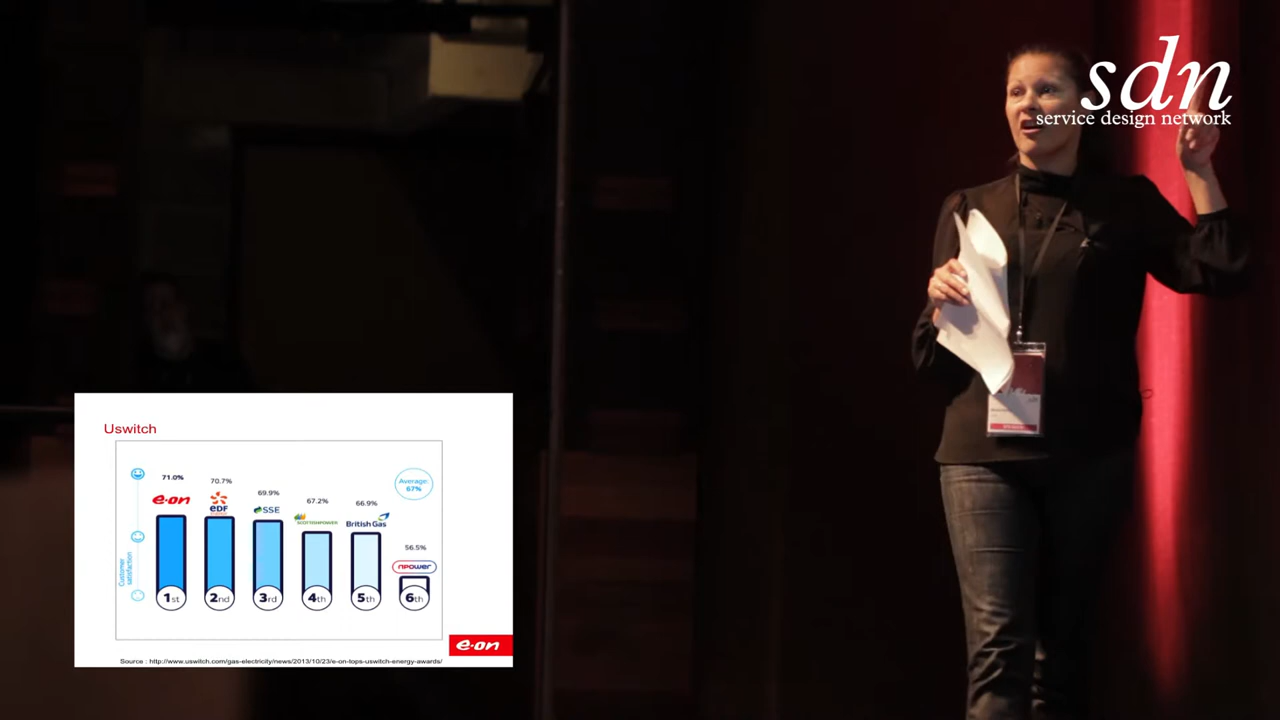 sdn
service design network
Uswitch
71.0%
70.7%
69.9%
67.2%
66.9%
56.5%
Average:
67%
e·on
eDF
SSE
SCOTTISHPOWER
British Gas
npower
Customer
satisfaction
1st
2nd
3rd
4th
5th
6th
e·on
Source : http://www.uswitch.com/gas-electricity/news/2013/10/23/e-on-tops-uswitch-energy-awards/